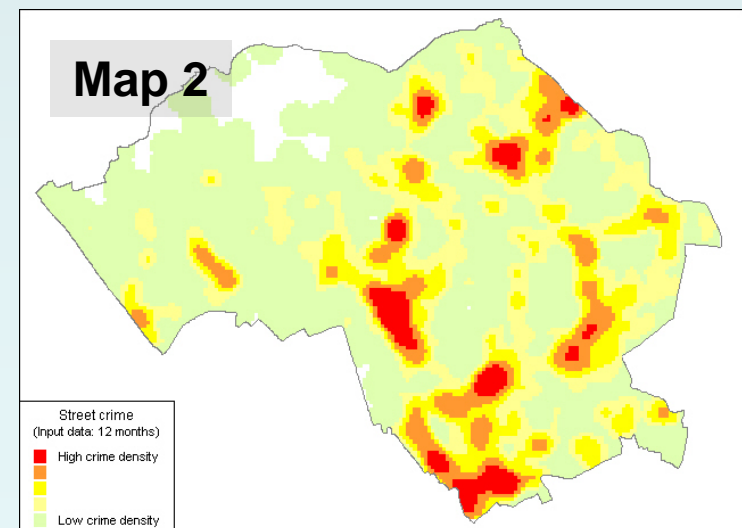 Map 2
Street crime
(Input data: 12 months)
High crime density
Low crime density